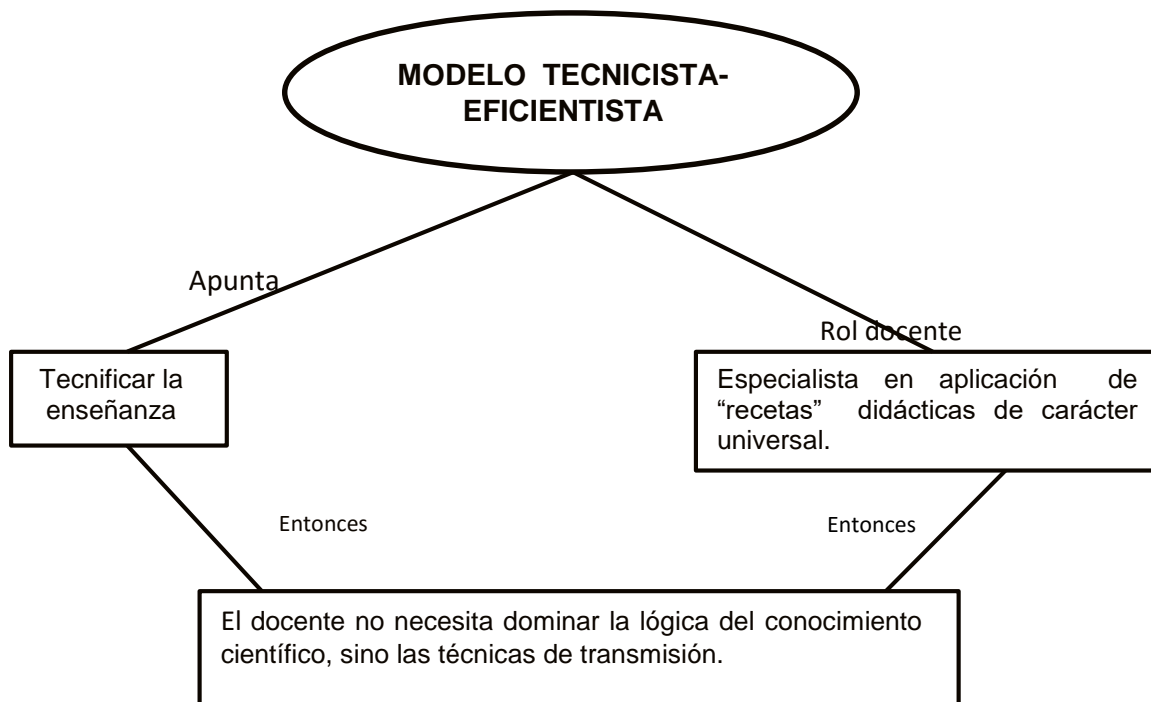 MODELO TECNICISTA-
EFICIENTISTA
Apunta
Rol docente
Tecnificar la
enseñanza
Especialista en aplicación de
“recetas” didácticas de carácter
universal.
Entonces
Entonces
El docente no necesita dominar la lógica del conocimiento
científico, sino las técnicas de transmisión.